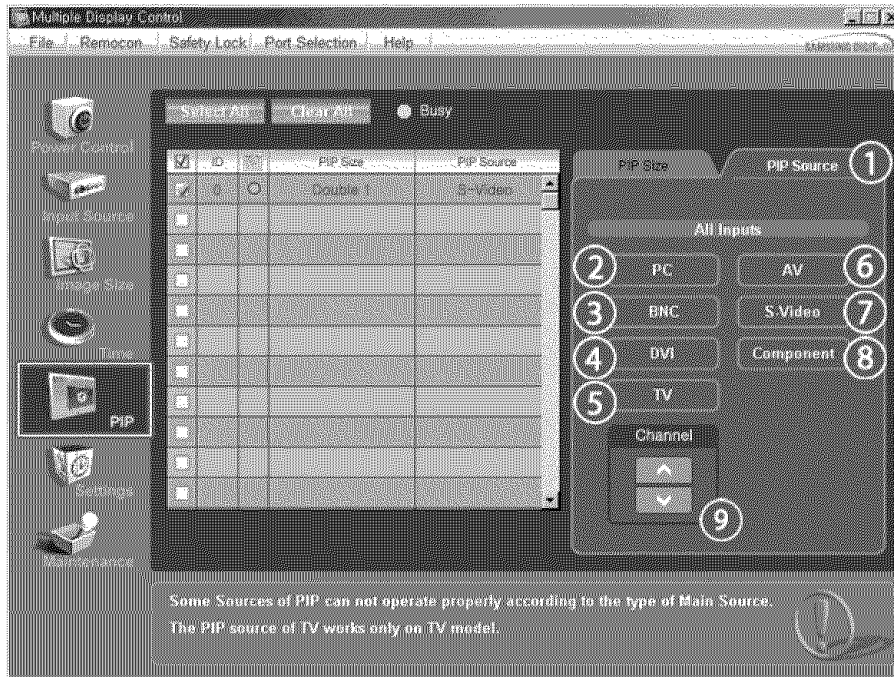 Multiple Display Control
File Remocon Safety Lock Port Selection Help
SAMSUNG DIGITall
Select All Clear All Busy
Power Control
Input Source
Image Size
Time
PIP
Settings
Maintenance
ID PIP Size PIP Source
0 Double 1 S-Video
PIP Size PIP Source 1
All Inputs
2 PC AV 6
3 BNC S-Video 7
4 DVI Component 8
5 TV
Channel
9
Some Sources of PIP can not operate properly according to the type of Main Source.
The PIP source of TV works only on TV model.